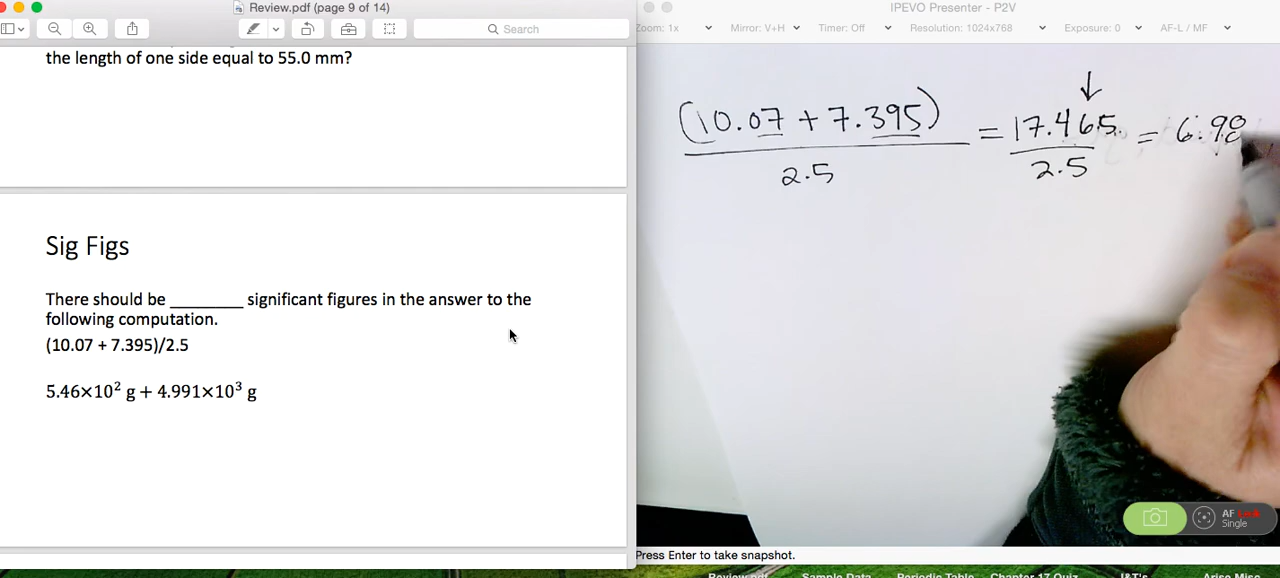 Review.pdf (page 9 of 14)
Search
the length of one side equal to 55.0 mm?
Sig Figs
There should be ________ significant figures in the answer to the
following computation.
(10.07 + 7.395)/2.5
5.46×10² g + 4.991×10³ g
IPEVO Presenter - P2V
Zoom: 1x
Mirror: V+H
Timer: Off
Resolution: 1024x768
Exposure: 0
AF-L / MF
(10.07 + 7.395) = 17.465 = 6.98
2.5 2.5
AF
Single
Press Enter to take snapshot.
Review.pdf
Sample Data
Periodic Table
Chapter 17 Quiz
J&T's
Arise Misc